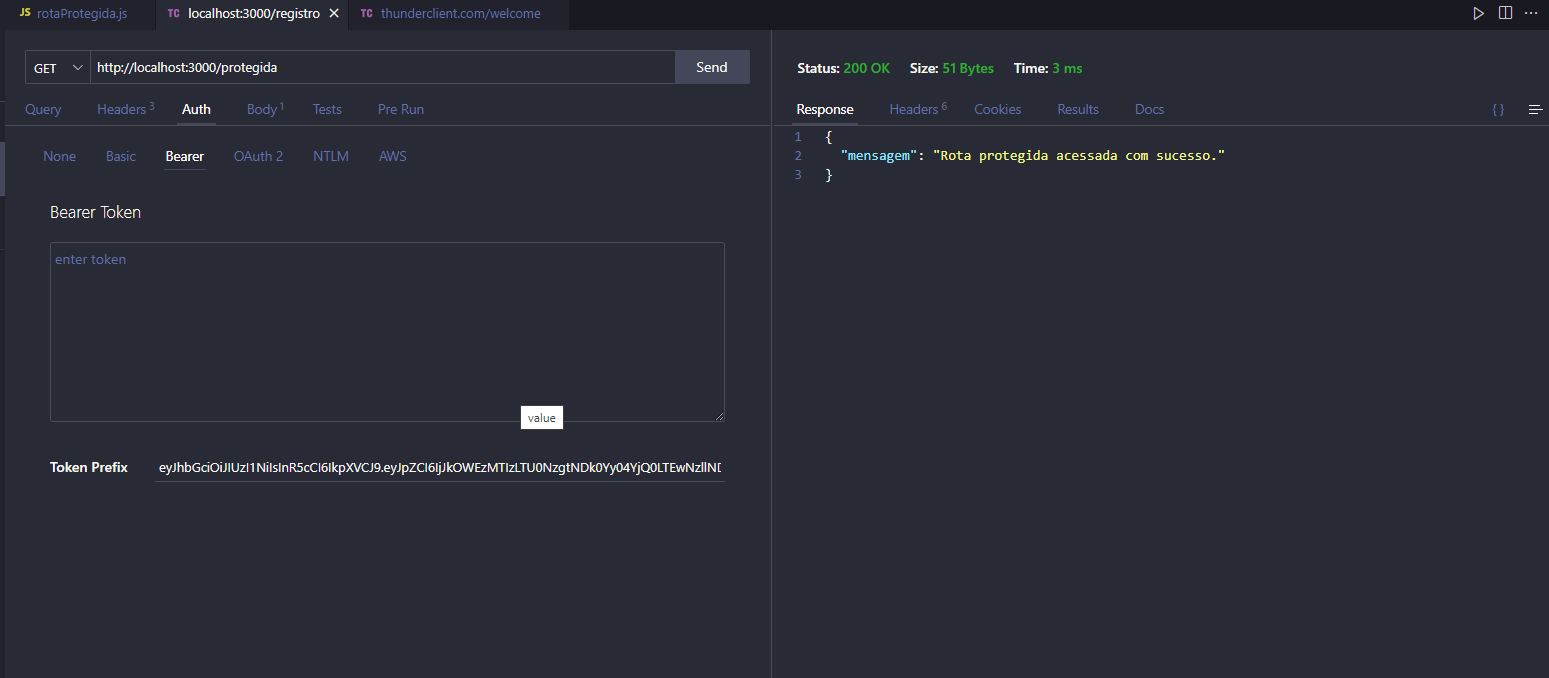 JS rotaProtegida.js TC localhost:3000/registro TC thunderclient.com/welcome
GET http://localhost:3000/protegida Send
Query Headers 3 Auth Body 1 Tests Pre Run
None Basic Bearer OAuth 2 NTLM AWS
Bearer Token
enter token
value
Token Prefix
Status: 200 OK Size: 51 Bytes Time: 3 ms
Response Headers 6 Cookies Results Docs {}
1 {
2 "mensagem": "Rota protegida acessada com sucesso."
3 }